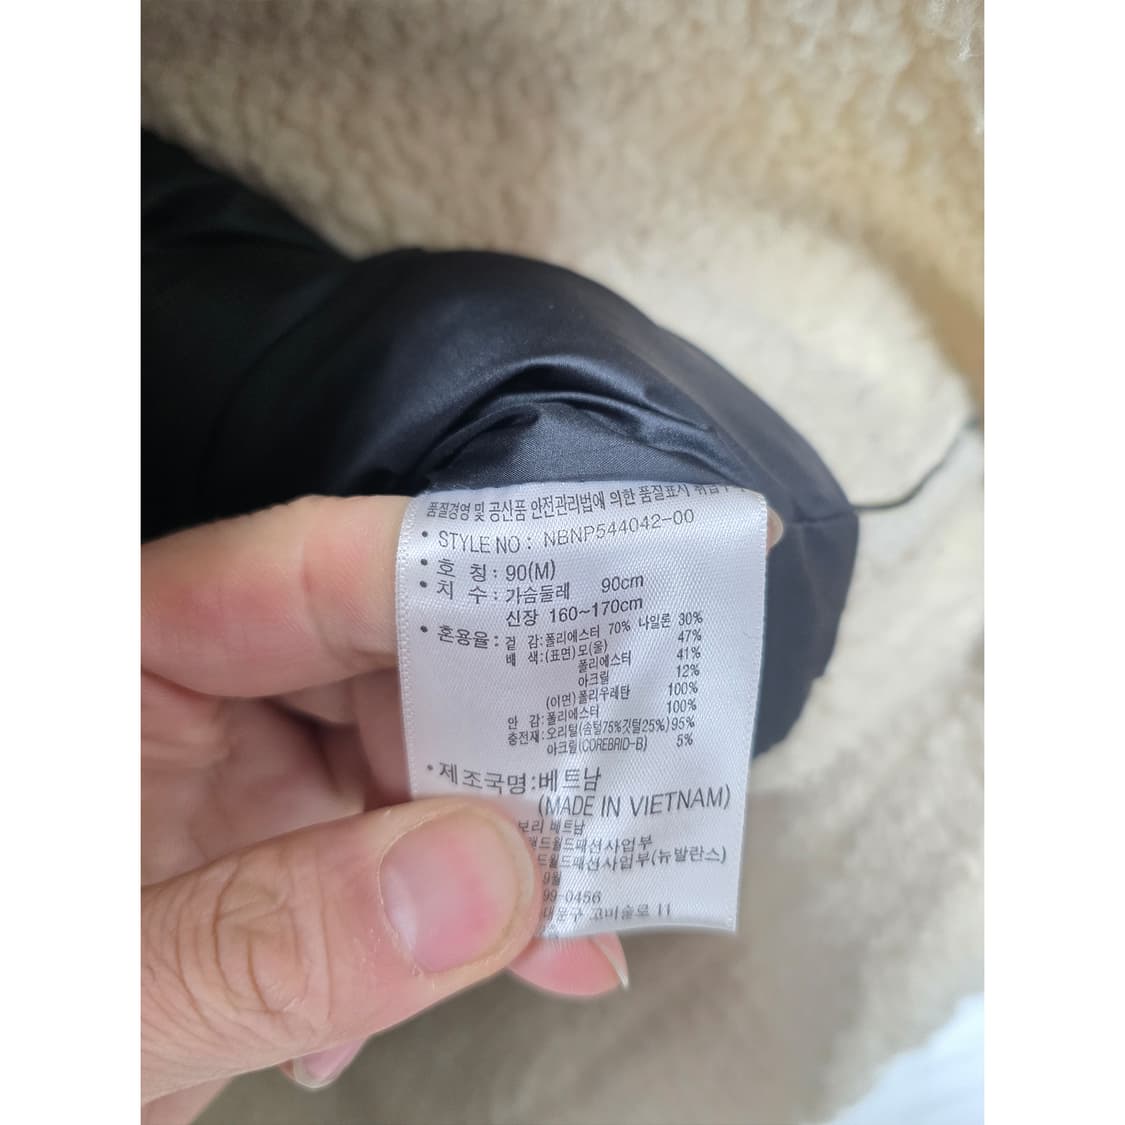 품질경영 및 공산품 안전관리법에 의한 품질표시
• STYLE NO : NBNP544042-00
• 호 칭 : 90(M)
• 치 수 : 가슴둘레 90cm
신장 160~170cm
• 혼용율 : 겉 감:폴리에스터 70% 나일론 30%
배 색:(표면)모(울) 47%
폴리에스터 41%
아크릴 12%
(이면)폴리우레탄 100%
안 감:폴리에스터 100%
충전재:오리털(솜털75%깃털25%)95%
아크릴(COREBRID-B) 5%
• 제조국명:베트남
(MADE IN VIETNAM)
보리 베트남
드월드패션사업부
드월드패션사업부(뉴발란스)
9월
99-0456
11